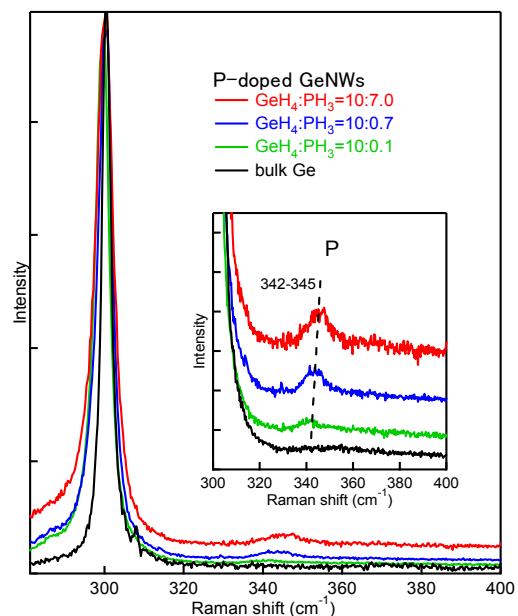 P-doped GeNWs
GeH₄:PH₃=10:7.0
GeH₄:PH₃=10:0.7
GeH₄:PH₃=10:0.1
bulk Ge
P
342-345
Intensity
300 320 340 360 380 400
Raman shift (cm⁻¹)
Intensity
300 320 340 360 380 400
Raman shift (cm⁻¹)